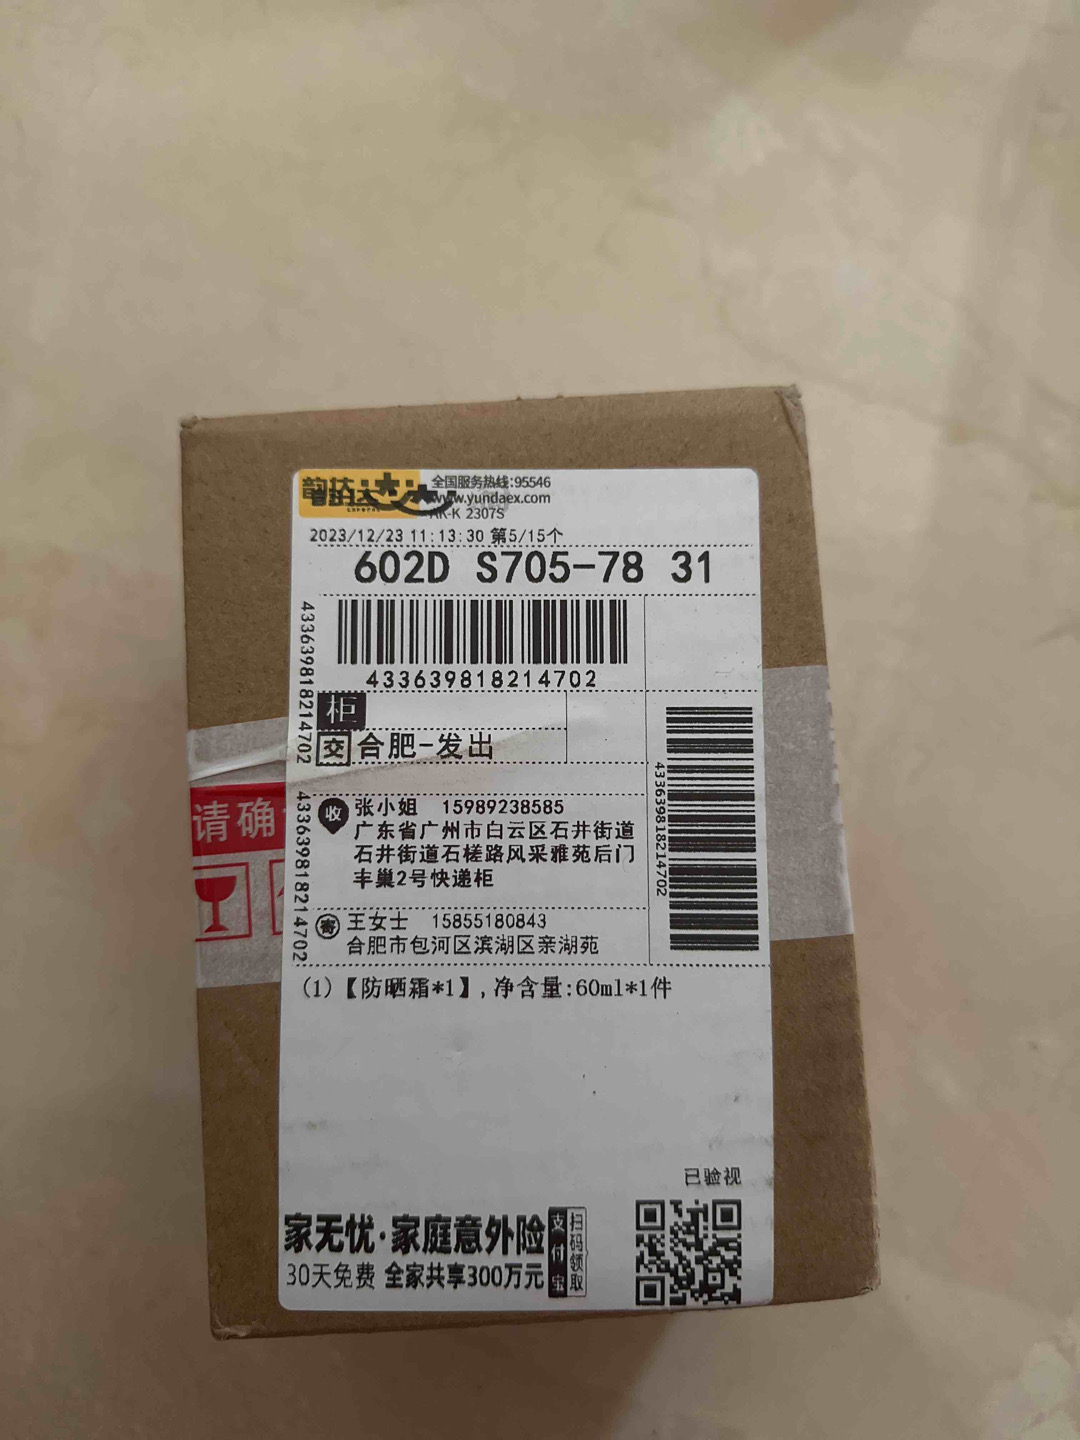 韵达
全国服务热线:95546
www.yundaex.com
2307S
2023/12/23 11:13:30 第5/15个
602D S705-78 31
433639818214702
433639818214702
柜
交 合肥-发出
433639818214702
433639818214702
请确
收 张小姐 15989238585
广东省广州市白云区石井街道
石井街道石槎路风采雅苑后门
丰巢2号快递柜
寄 王女士 15855180843
合肥市包河区滨湖区亲湖苑
(1)【防晒霜*1】,净含量:60ml*1件
已验视
家无忧·家庭意外险
30天免费 全家共享300万元
支付宝
扫码领取